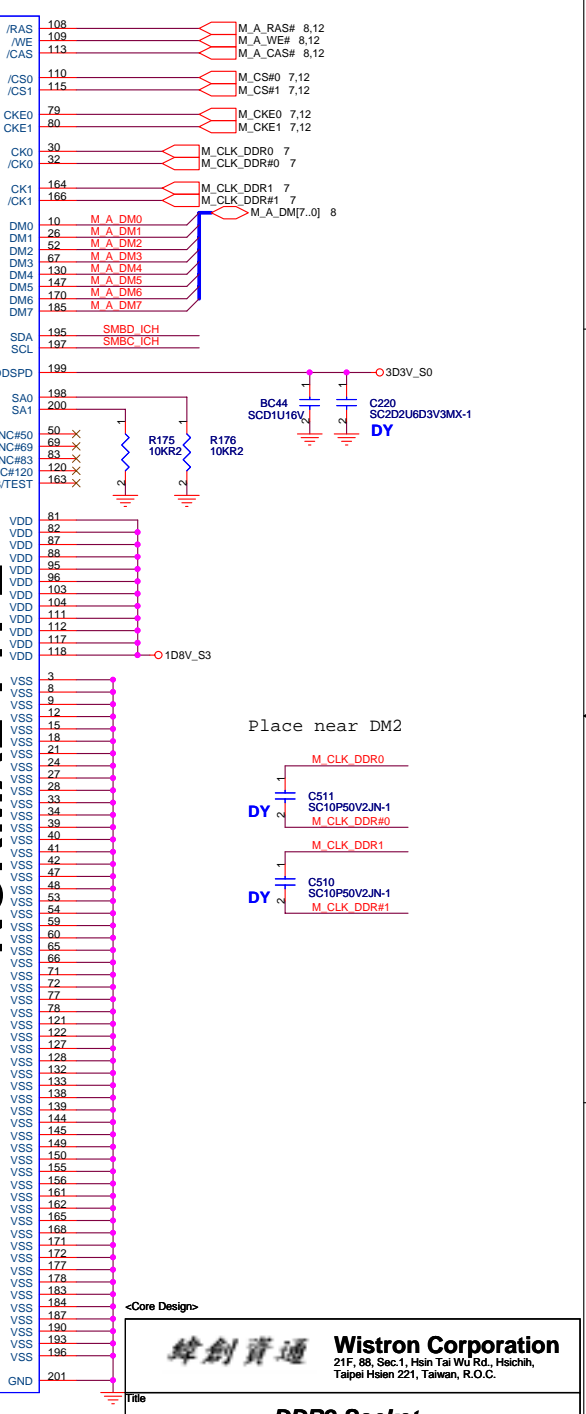 /RAS 108 M_A_RAS# 8,12
/WE 109 M_A_WE# 8,12
/CAS 113 M_A_CAS# 8,12
/CS0 110 M_CS#0 7,12
/CS1 115 M_CS#1 7,12
CKE0 79 M_CKE0 7,12
CKE1 80 M_CKE1 7,12
CK0 30 M_CLK_DDR0 7
/CK0 32 M_CLK_DDR#0 7
CK1 164 M_CLK_DDR1 7
/CK1 166 M_CLK_DDR#1 7
M_A_DM[7..0] 8
DM0 10 M_A_DM0
DM1 26 M_A_DM1
DM2 52 M_A_DM2
DM3 67 M_A_DM3
DM4 130 M_A_DM4
DM5 147 M_A_DM5
DM6 170 M_A_DM6
DM7 185 M_A_DM7
SDA 195 SMBD_ICH
SCL 197 SMBC_ICH
DDSPD 199 3D3V_S0
SA0 198
SA1 200
1 BC44 SCD1U16V 2
1 C220 SC2D2U6D3V3MX-1 2
DY
NC#50 50
NC#69 69
NC#83 83
C#120 120
/TEST 163
R175 10KR2 2
R176 10KR2 2
VDD 81
VDD 82
VDD 87
VDD 88
VDD 95
VDD 96
VDD 103
VDD 104
VDD 111
VDD 112
VDD 117
VDD 118 1D8V_S3
VSS 3
VSS 8
VSS 9
VSS 12
VSS 15
VSS 18
VSS 21
VSS 24
VSS 27
VSS 28
VSS 33
VSS 34
VSS 39
VSS 40
VSS 41
VSS 42
VSS 47
VSS 48
VSS 53
VSS 54
VSS 59
VSS 60
VSS 65
VSS 66
VSS 71
VSS 72
VSS 77
VSS 78
VSS 121
VSS 122
VSS 127
VSS 128
VSS 132
VSS 133
VSS 138
VSS 139
VSS 144
VSS 145
VSS 149
VSS 150
VSS 155
VSS 156
VSS 161
VSS 162
VSS 165
VSS 168
VSS 171
VSS 172
VSS 177
VSS 178
VSS 183
VSS 184
VSS 187
VSS 190
VSS 193
VSS 196
GND 201
Place near DM2
M_CLK_DDR0
1 C511
DY 2 SC10P50V2JN-1
M_CLK_DDR#0
M_CLK_DDR1
1 C510
DY 2 SC10P50V2JN-1
M_CLK_DDR#1
<Core Design>
緯創資通 Wistron Corporation
21F, 88, Sec.1, Hsin Tai Wu Rd., Hsichih,
Taipei Hsien 221, Taiwan, R.O.C.
Title
DDR2 Socket